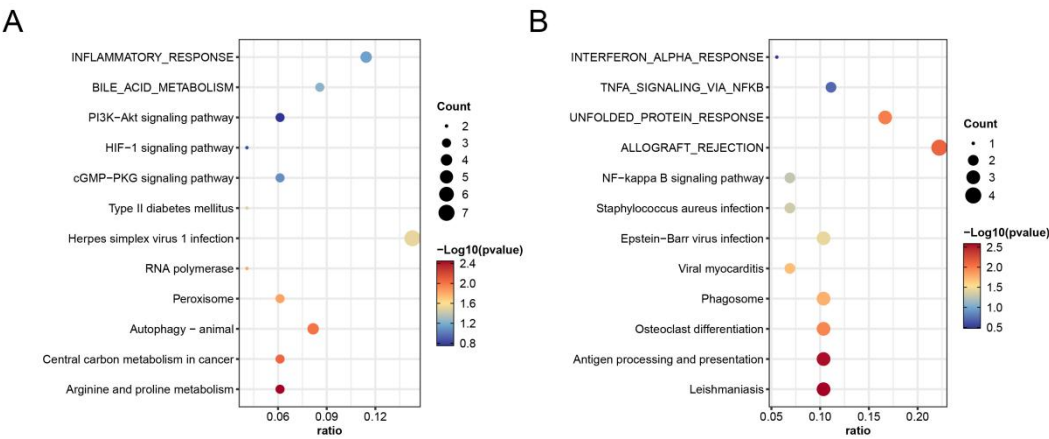 A
INFLAMMATORY_RESPONSE
BILE_ACID_METABOLISM
PI3K−Akt signaling pathway
HIF−1 signaling pathway
cGMP−PKG signaling pathway
Type II diabetes mellitus
Herpes simplex virus 1 infection
RNA polymerase
Peroxisome
Autophagy − animal
Central carbon metabolism in cancer
Arginine and proline metabolism
0.06 0.09 0.12
ratio
Count
2
3
4
5
6
7
−Log10(pvalue)
2.4
2.0
1.6
1.2
0.8
B
INTERFERON_ALPHA_RESPONSE
TNFA_SIGNALING_VIA_NFKB
UNFOLDED_PROTEIN_RESPONSE
ALLOGRAFT_REJECTION
NF−kappa B signaling pathway
Staphylococcus aureus infection
Epstein−Barr virus infection
Viral myocarditis
Phagosome
Osteoclast differentiation
Antigen processing and presentation
Leishmaniasis
0.05 0.10 0.15 0.20
ratio
Count
1
2
3
4
−Log10(pvalue)
2.5
2.0
1.5
1.0
0.5